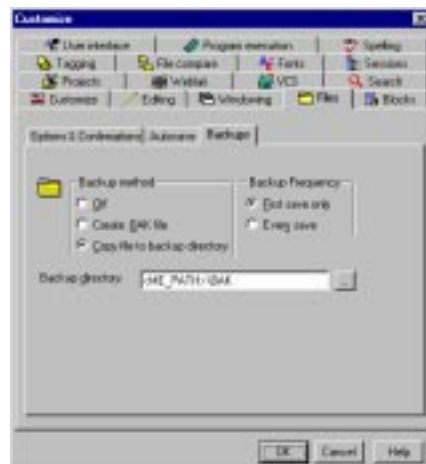 Customize
User interface Program execution Spelling
Tagging File compare Fonts Sessions
Projects VCS Search
Customize Editing Windowing Files Blocks
Options & Confirmations Autosave Backups
Backup method Backup Frequency
Off First save only
Create .BAK file Every save
Copy file to backup directory
Backup directory <ME_PATH>\BAK ...
OK Cancel Help